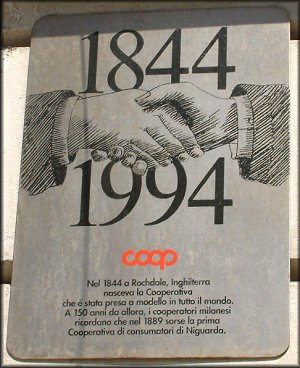 1844
1994
coop
Nel 1844 a Rochdale, Inghilterra
nasceva la Cooperativa
che é stata presa a modello in tutto il mondo.
A 150 anni da allora, i cooperatori milanesi
ricordano che nel 1889 sorse la prima
Cooperativa di consumatori di Niguarda.